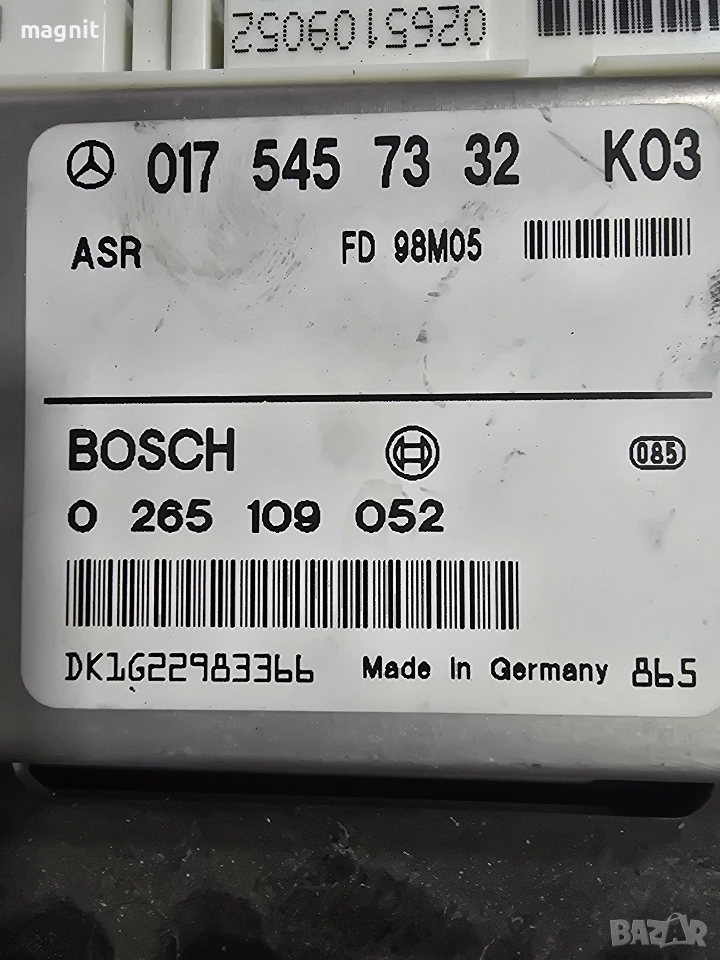 magnit
0265109052
017 545 73 32 K03
ASR FD 98M05
BOSCH 085
0 265 109 052
DK1G22983366 Made In Germany 865
BAZAR